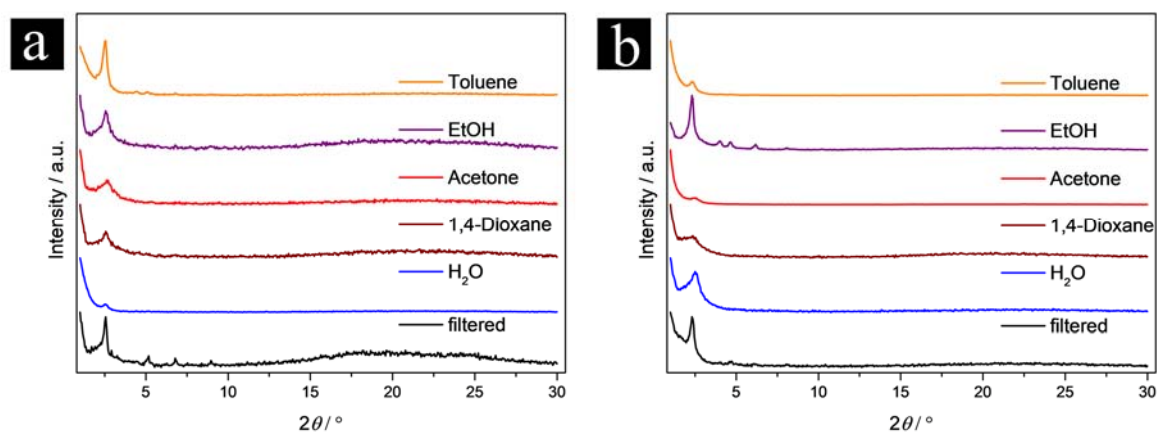 a
Toluene
EtOH
Acetone
1,4-Dioxane
H₂O
filtered
Intensity / a.u.
5 10 15 20 25 30
2θ / °
b
Toluene
EtOH
Acetone
1,4-Dioxane
H₂O
filtered
Intensity / a.u.
5 10 15 20 25 30
2θ / °